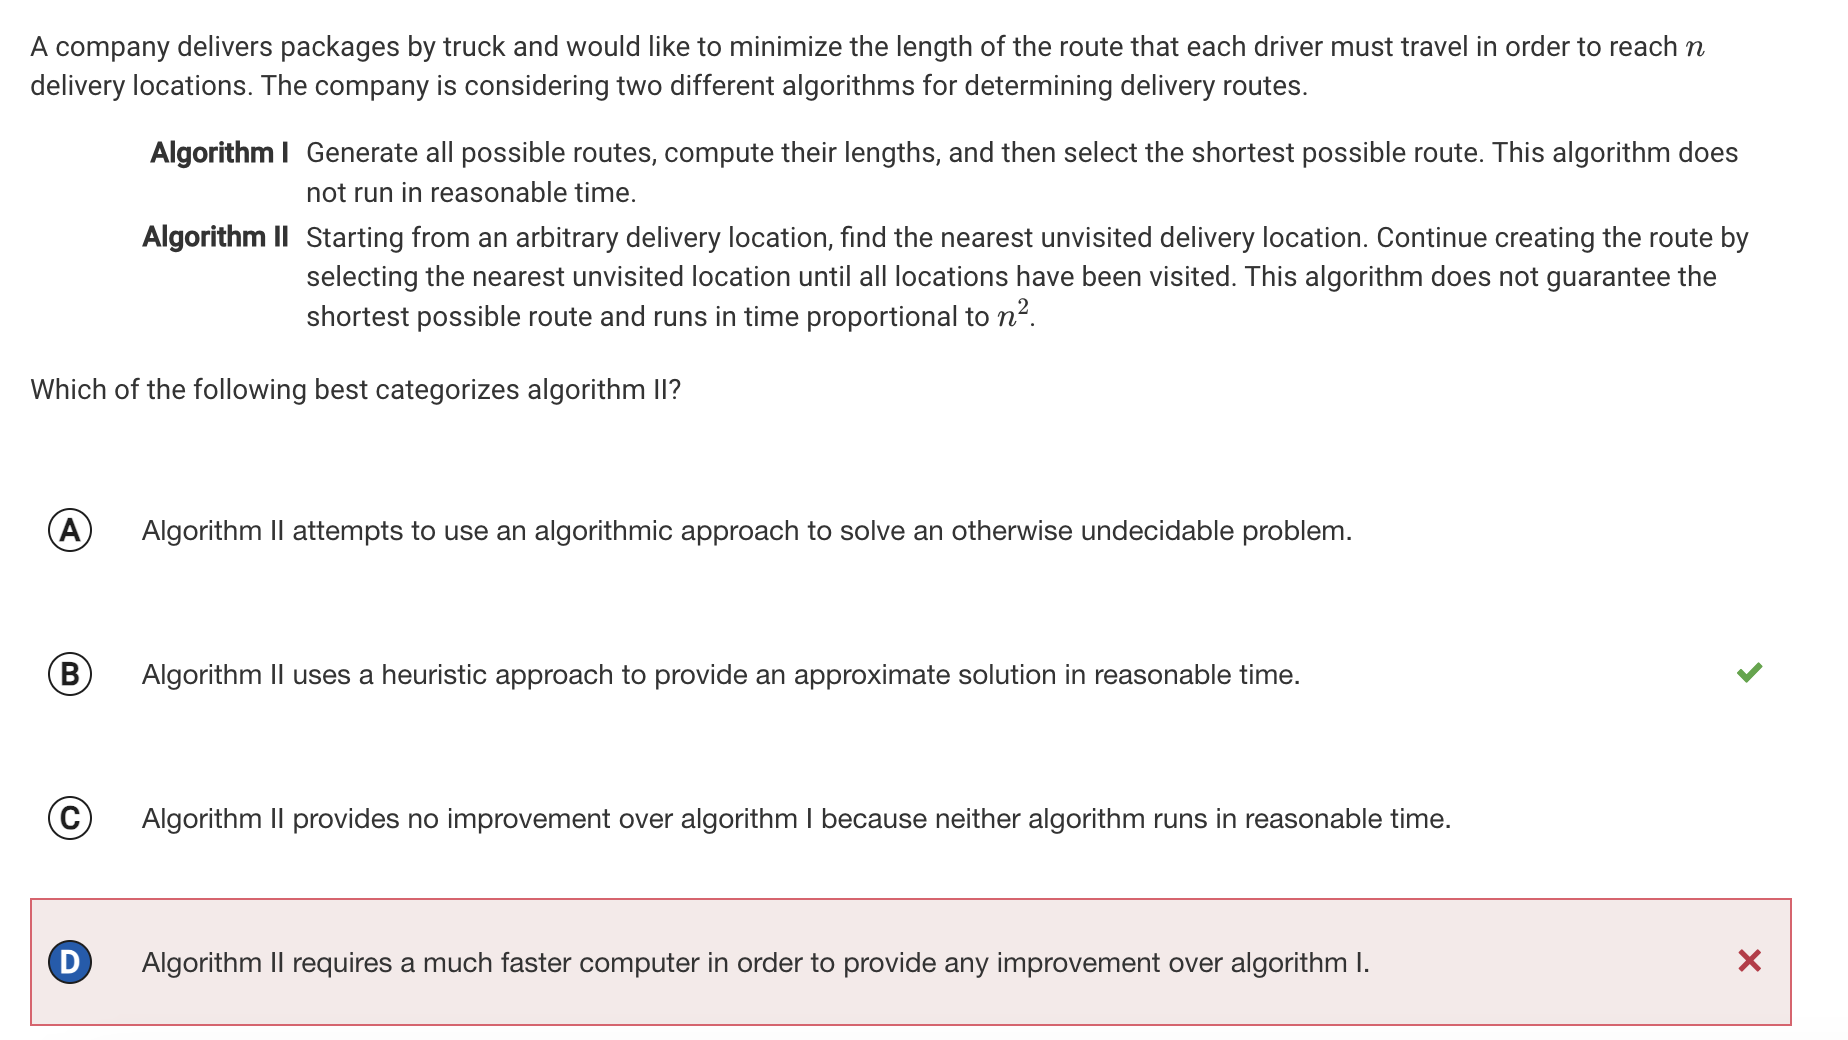 A company delivers packages by truck and would like to minimize the length of the route that each driver must travel in order to reach n
delivery locations. The company is considering two different algorithms for determining delivery routes.
Algorithm I Generate all possible routes, compute their lengths, and then select the shortest possible route. This algorithm does
not run in reasonable time.
Algorithm II Starting from an arbitrary delivery location, find the nearest unvisited delivery location. Continue creating the route by
selecting the nearest unvisited location until all locations have been visited. This algorithm does not guarantee the
shortest possible route and runs in time proportional to n².
Which of the following best categorizes algorithm II?
A Algorithm II attempts to use an algorithmic approach to solve an otherwise undecidable problem.
B Algorithm II uses a heuristic approach to provide an approximate solution in reasonable time.
C Algorithm II provides no improvement over algorithm I because neither algorithm runs in reasonable time.
D Algorithm II requires a much faster computer in order to provide any improvement over algorithm I.